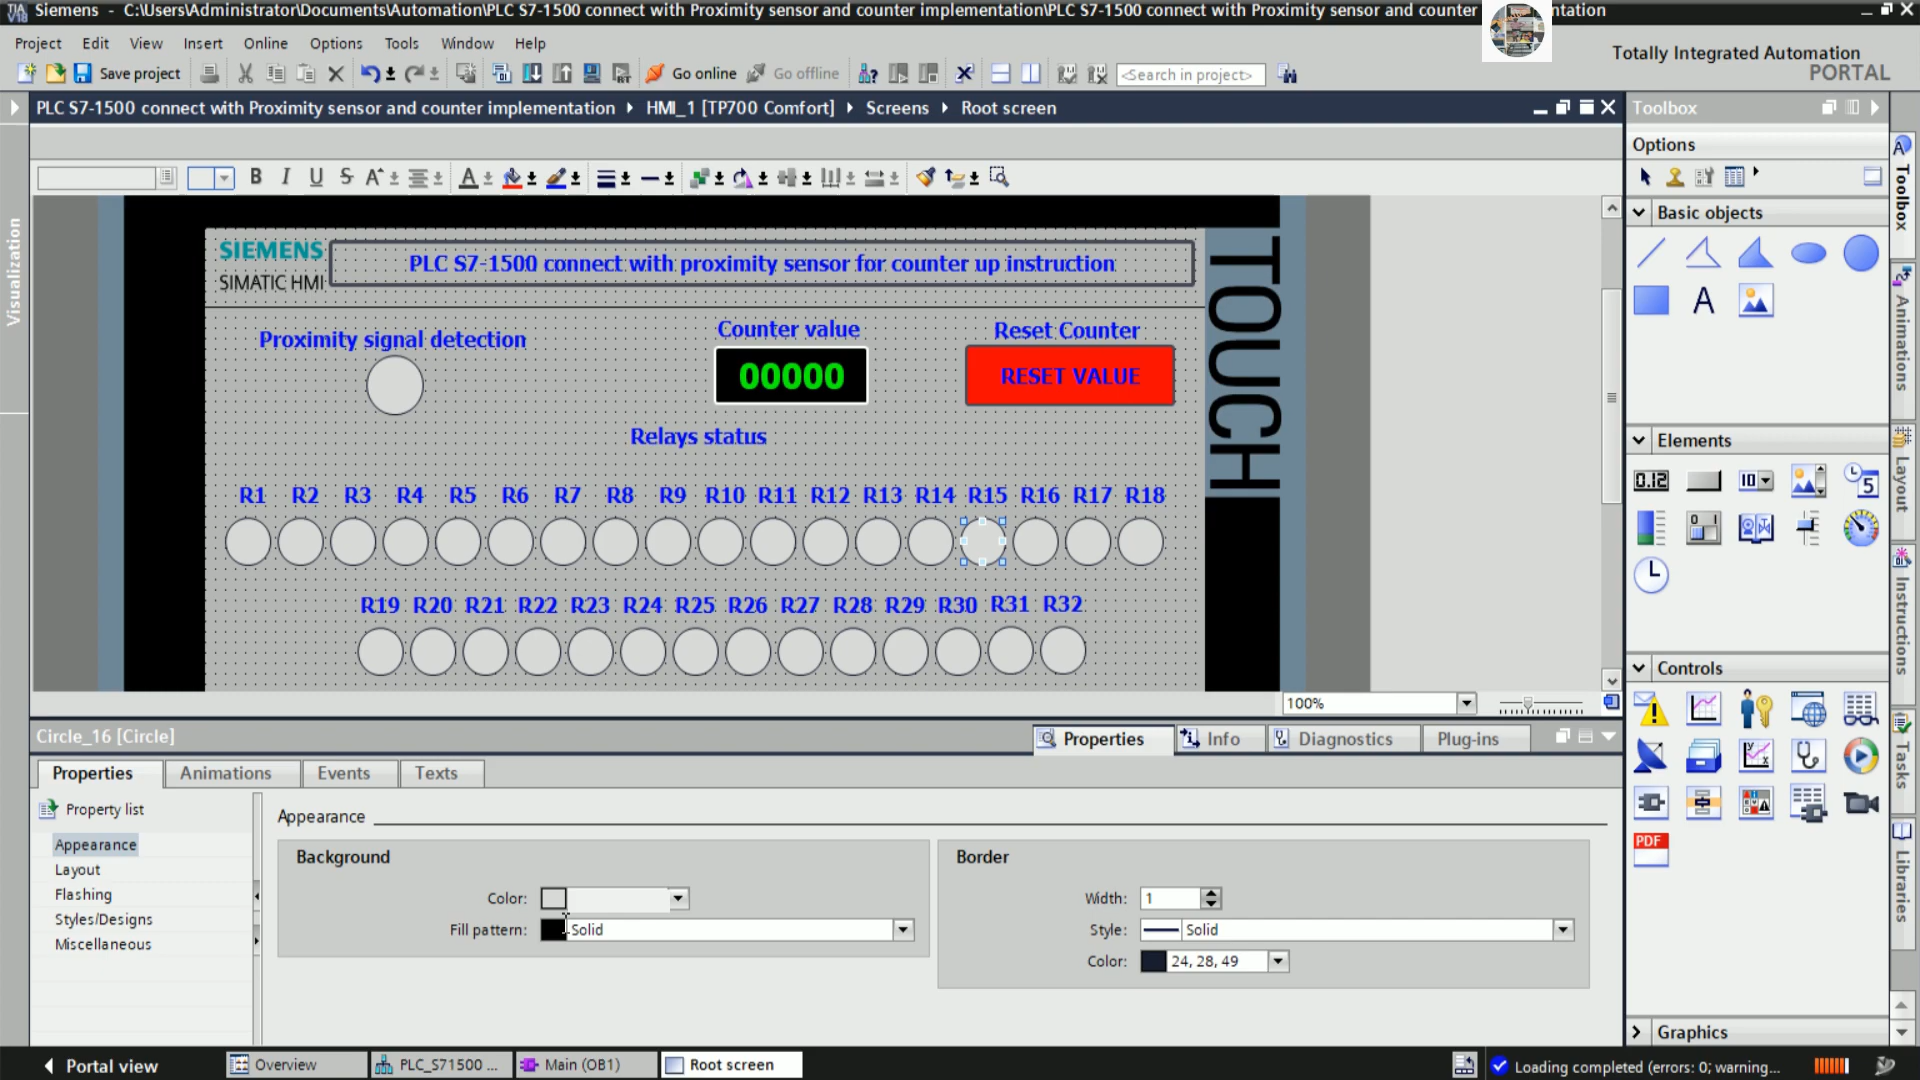 Siemens - C:\Users\Administrator\Documents\Automation\PLC S7-1500 connect with Proximity sensor and counter implementation\PLC S7-1500 connect with Proximity sensor and counter
Project Edit View Insert Online Options Tools Window Help
Totally Integrated Automation
PORTAL
Save project Go online Go offline <Search in project>
PLC S7-1500 connect with Proximity sensor and counter implementation HMI_1 [TP700 Comfort] Screens Root screen
Toolbox
Options
Visualization
B I U S A A
SIEMENS
SIMATIC HMI
PLC S7-1500 connect with proximity sensor for counter up instruction
TOUCH
Proximity signal detection
Counter value
00000
Reset Counter
RESET VALUE
Relays status
R1 R2 R3 R4 R5 R6 R7 R8 R9 R10 R11 R12 R13 R14 R15 R16 R17 R18
R19 R20 R21 R22 R23 R24 R25 R26 R27 R28 R29 R30 R31 R32
100%
Basic objects
A
Elements
0.12 10 5
0 1
Controls
PDF
Graphics
Toolbox
Animations
Layout
Instructions
Tasks
Libraries
Circle_16 [Circle]
Properties Info Diagnostics Plug-ins
Properties Animations Events Texts
Property list
Appearance
Layout
Flashing
Styles/Designs
Miscellaneous
Appearance
Background
Color:
Fill pattern: Solid
Border
Width: 1
Style: Solid
Color: 24, 28, 49
Portal view Overview PLC_S71500 ... Main (OB1) Root screen
Loading completed (errors: 0; warning...